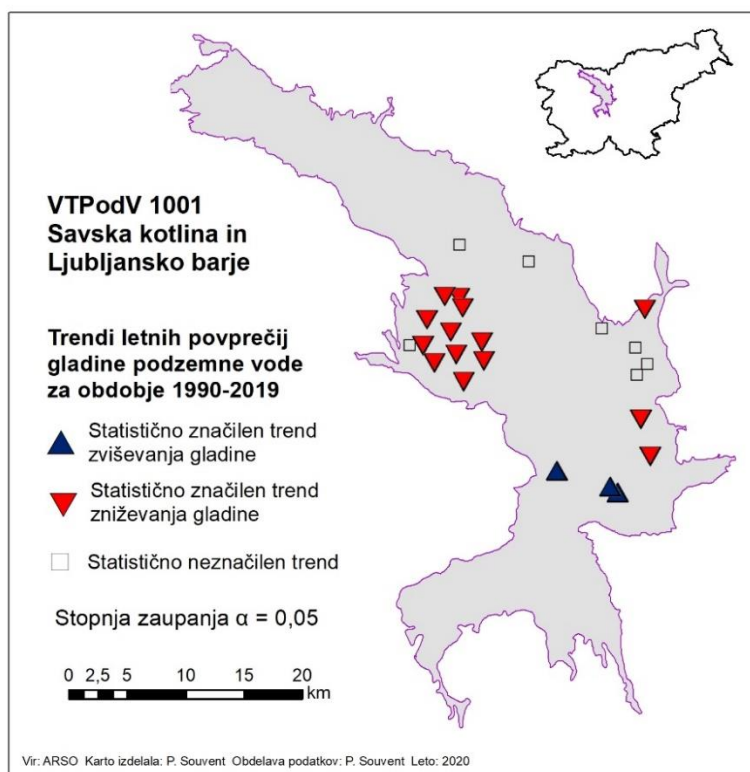 VTPodV 1001
Savska kotlina in
Ljubljansko barje
Trendi letnih povprečij
gladine podzemne vode
za obdobje 1990-2019
Statistično značilen trend
zviševanja gladine
Statistično značilen trend
zniževanja gladine
Statistično neznačilen trend
Stopnja zaupanja α = 0,05
0 2,5 5 10 15 20
km
Vir: ARSO Karto izdelala: P. Souvent Obdelava podatkov: P. Souvent Leto: 2020